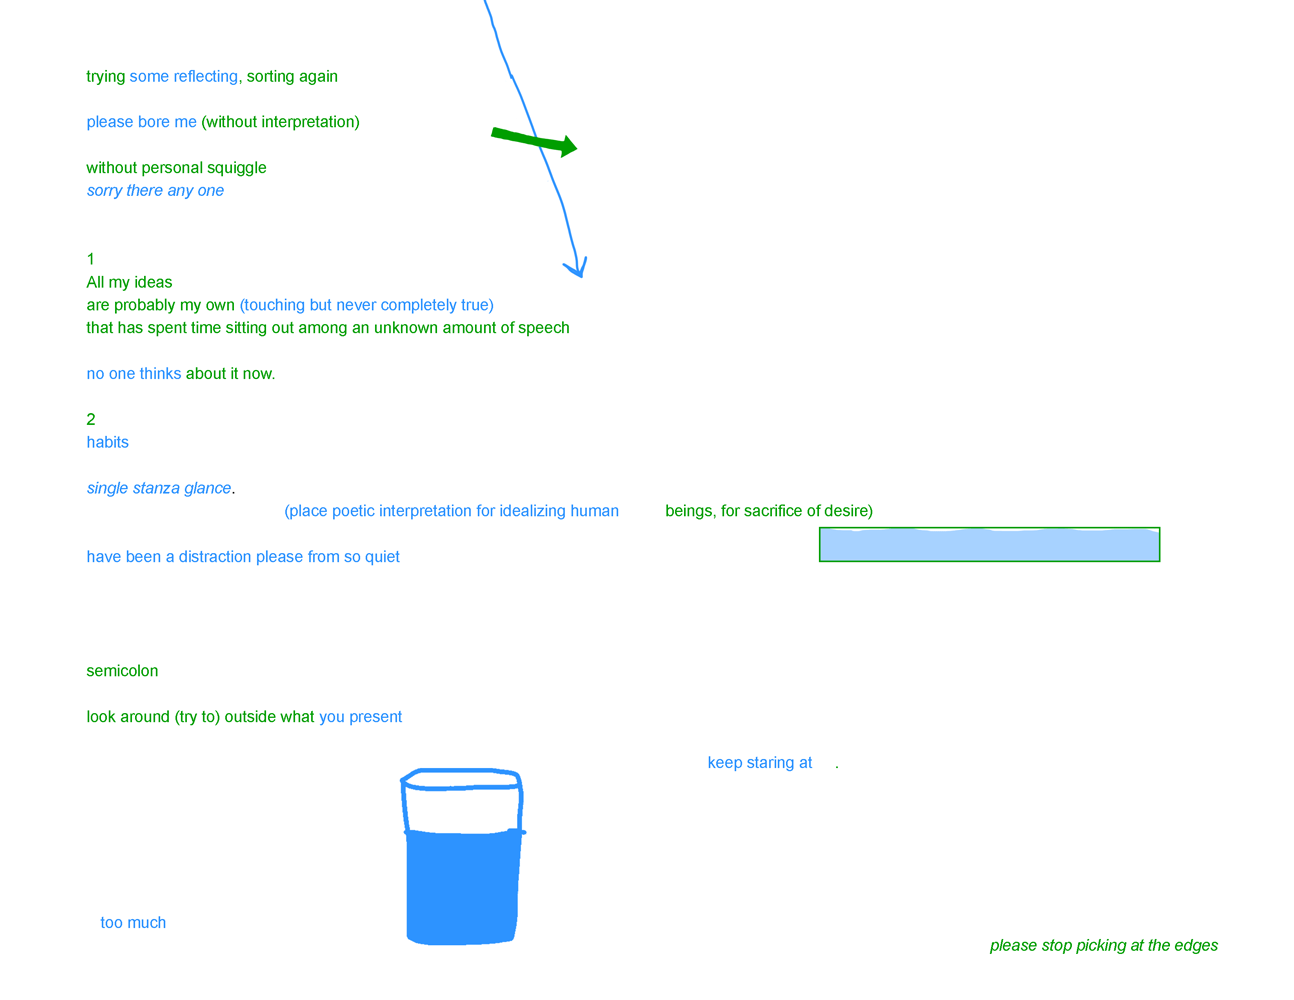 trying some reflecting, sorting again
please bore me (without interpretation)
without personal squiggle
sorry there any one
1
All my ideas
are probably my own (touching but never completely true)
that has spent time sitting out among an unknown amount of speech
no one thinks about it now.
2
habits
single stanza glance.
(place poetic interpretation for idealizing human beings, for sacrifice of desire)
have been a distraction please from so quiet
semicolon
look around (try to) outside what you present
keep staring at .
too much
please stop picking at the edges